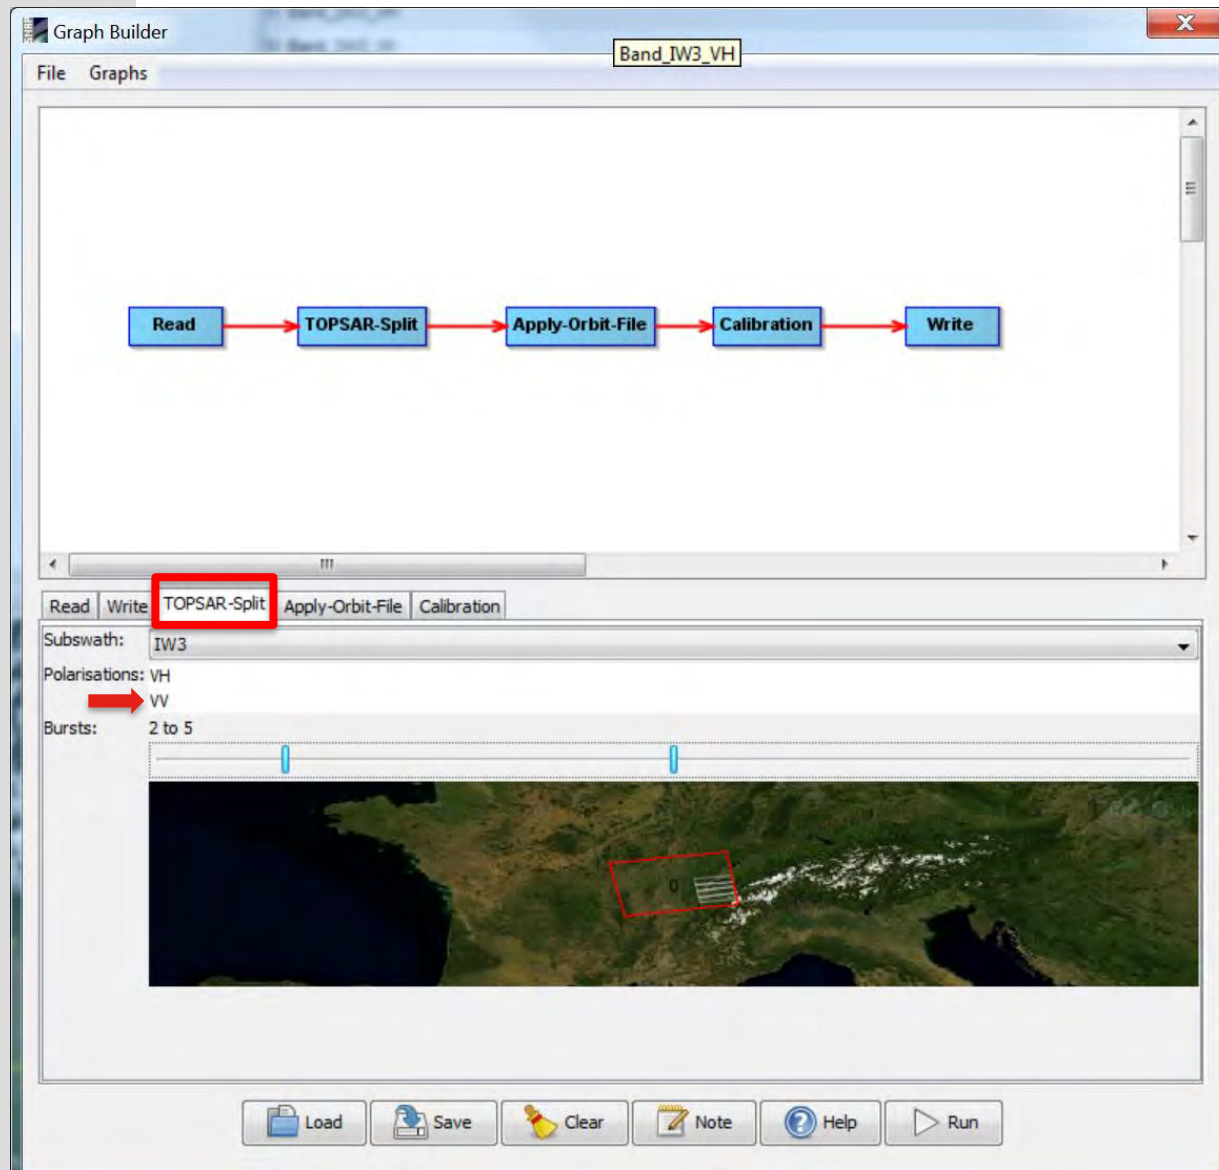 Graph Builder
Band_IW3_VH
File Graphs
Read TOPSAR-Split Apply-Orbit-File Calibration Write
Read Write TOPSAR-Split Apply-Orbit-File Calibration
Subswath: IW3
Polarisations: VH
VV
Bursts: 2 to 5
0
Load Save Clear Note Help Run